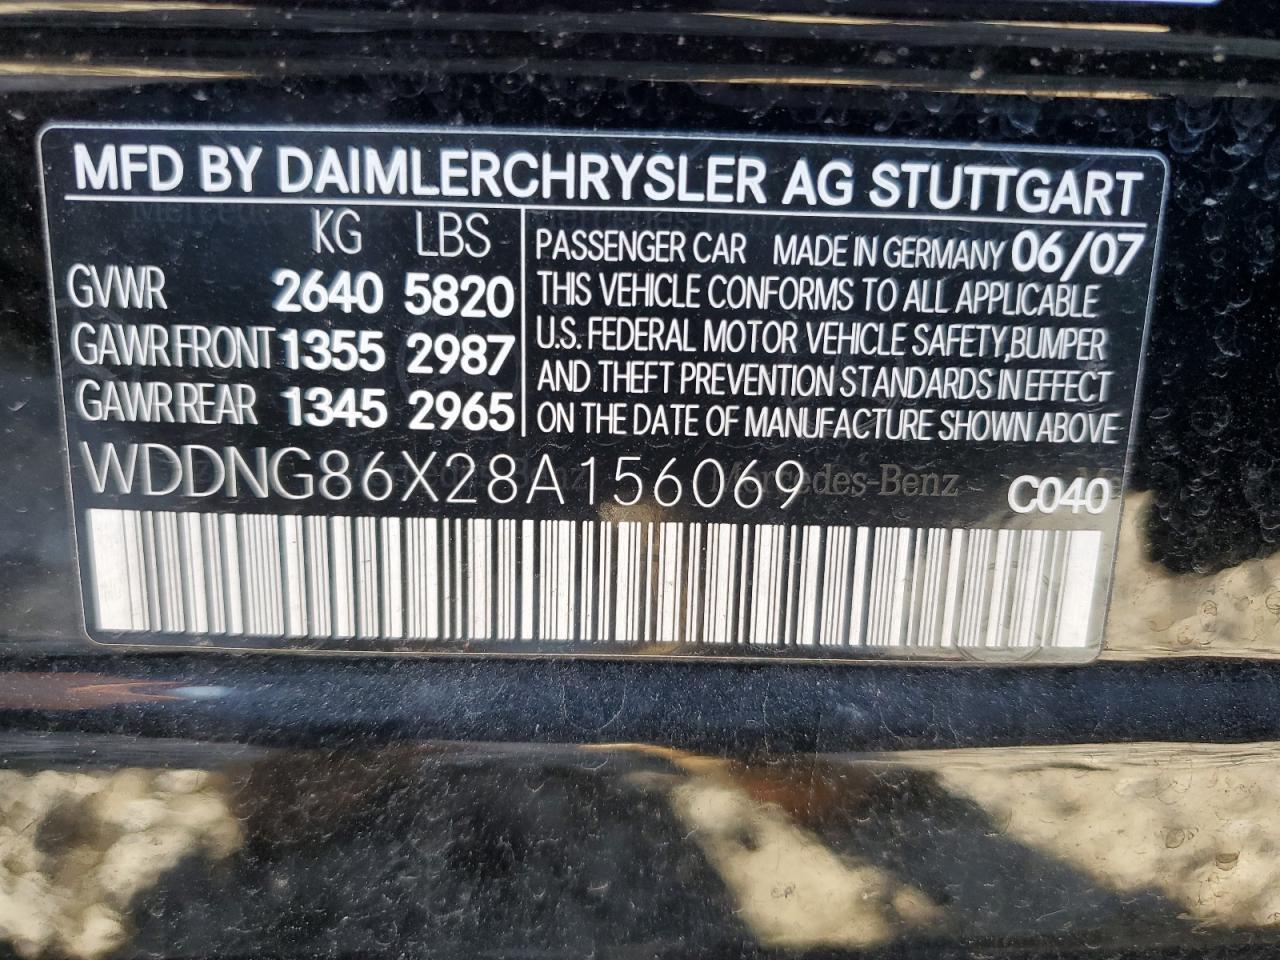 MFD BY DAIMLERCHRYSLER AG STUTTGART
KG LBS
GVWR 2640 5820
GAWR FRONT 1355 2987
GAWR REAR 1345 2965
PASSENGER CAR MADE IN GERMANY 06/07
THIS VEHICLE CONFORMS TO ALL APPLICABLE
U.S. FEDERAL MOTOR VEHICLE SAFETY, BUMPER
AND THEFT PREVENTION STANDARDS IN EFFECT
ON THE DATE OF MANUFACTURE SHOWN ABOVE
WDDNG86X28A156069
Mercedes-Benz
C040